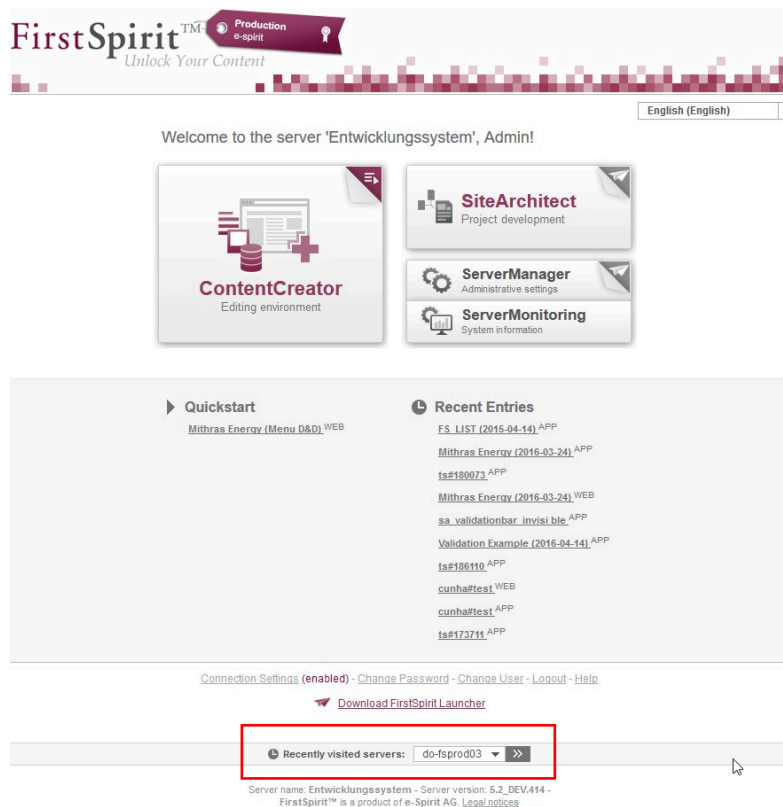 FirstSpirit™
Unlock Your Content
Production
e-spirit
English (English)
Welcome to the server 'Entwicklungssystem', Admin!
ContentCreator
Editing environment
SiteArchitect
Project development
ServerManager
Administrative settings
ServerMonitoring
System information
Quickstart
Mithras Energy (Menu D&D) WEB
Recent Entries
FS_LIST (2015-04-14) APP
Mithras Energy (2016-03-24) APP
ts#180073 APP
Mithras Energy (2016-03-24) WEB
sa_validationbar_invisi ble APP
Validation Example (2016-04-14) APP
ts#186110 APP
cunha#test WEB
cunha#test APP
ts#173711 APP
Connection Settings (enabled) - Change Password - Change User - Logout - Help
Download FirstSpirit Launcher
Recently visited servers: do-fsprod03 >>
Server name: Entwicklungssystem - Server version: 5.2_DEV.414 -
FirstSpirit™ is a product of e-Spirit AG. Legal notices